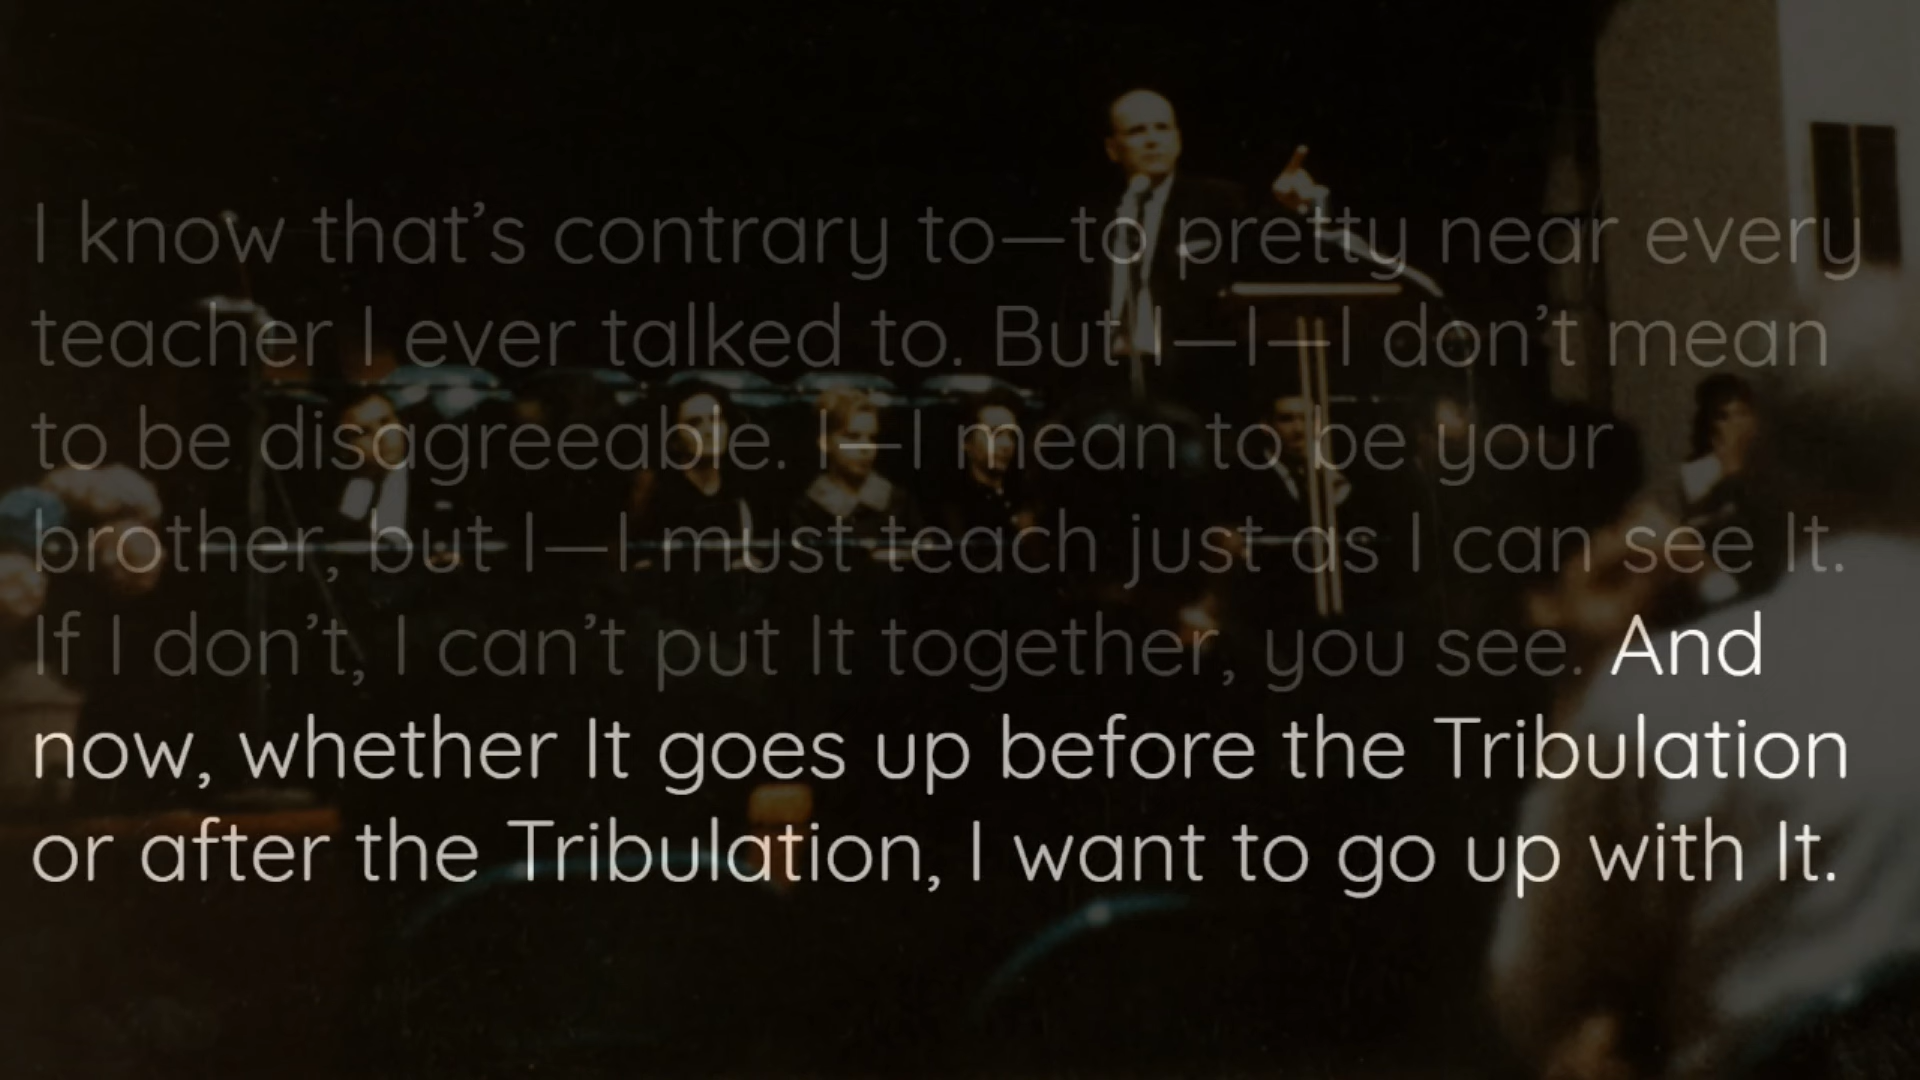 I know that’s contrary to—to pretty near every
teacher I ever talked to. But I—I—I don’t mean
to be disagreeable. I—I mean to be your
brother, but I—I must teach just as I can see It.
If I don’t, I can’t put It together, you see. And
now, whether It goes up before the Tribulation
or after the Tribulation, I want to go up with It.